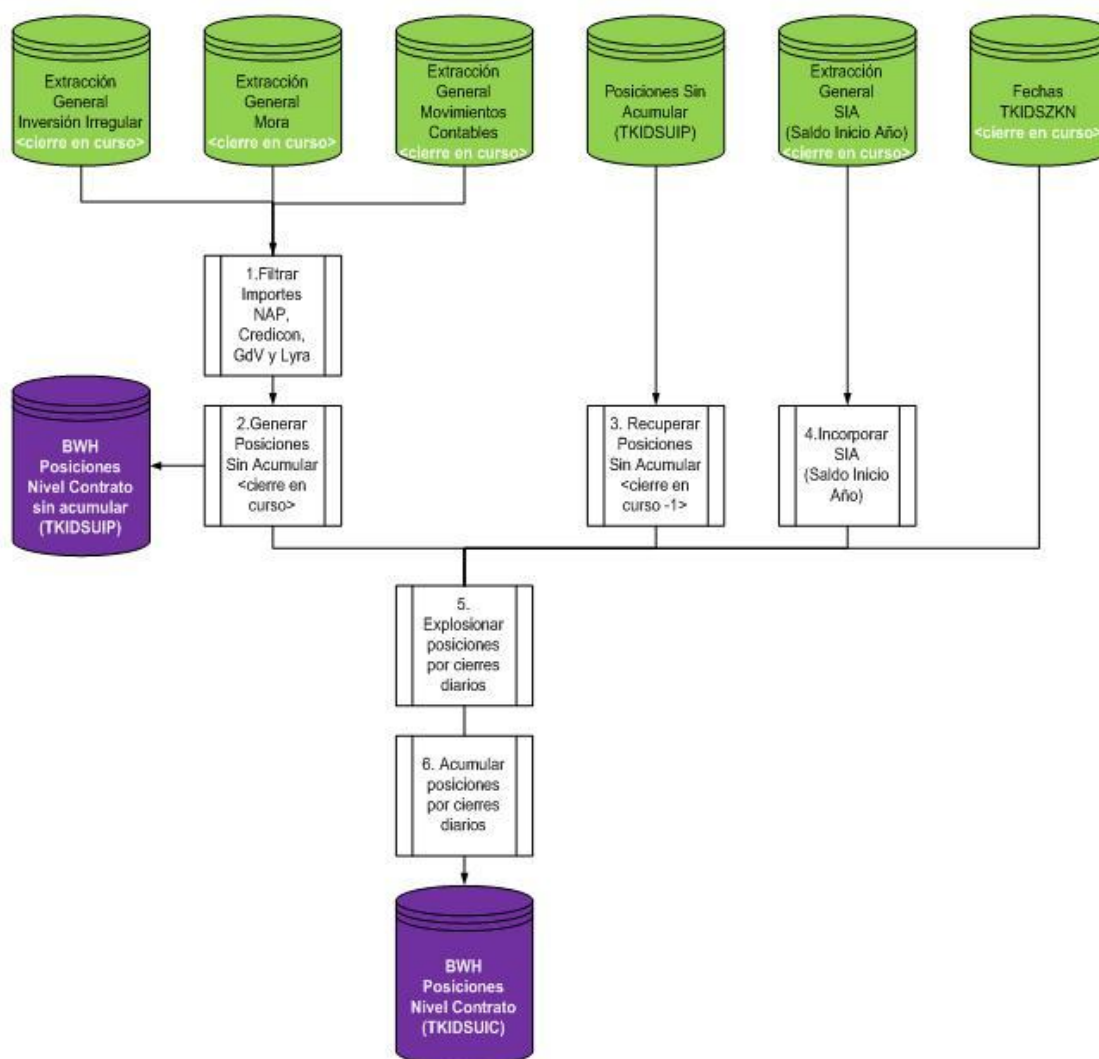 Extracción
General
Inversión Irregular
<cierre en curso>
Extracción
General
Mora
<cierre en curso>
Extracción
General
Movimientos
Contables
<cierre en curso>
Posiciones Sin
Acumular
(TKIDSUIP)
Extracción
General
SIA
(Saldo Inicio Año)
<cierre en curso>
Fechas
TKIDSZKN
<cierre en curso>
1.Filtrar
Importes
NAP,
Credicon,
GdV y Lyra
BWH
Posiciones
Nivel Contrato
sin acumular
(TKIDSUIP)
2.Generar
Posiciones
Sin Acumular
<cierre en
curso>
3. Recuperar
Posiciones
Sin Acumular
<cierre en
curso -1>
4.Incorporar
SIA
(Saldo Inicio
Año)
5.
Explosionar
posiciones
por cierres
diarios
6. Acumular
posiciones
por cierres
diarios
BWH
Posiciones
Nivel Contrato
(TKIDSUIC)